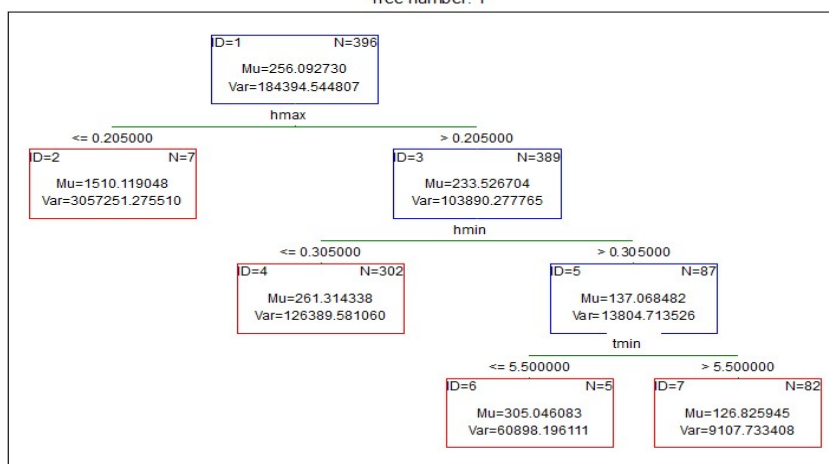 Tree number: 1
ID=1 N=396
Mu=256.092730
Var=184394.544807
hmax
<= 0.205000 > 0.205000
ID=2 N=7 ID=3 N=389
Mu=1510.119048 Mu=233.526704
Var=3057251.275510 Var=103890.277765
hmin
<= 0.305000 > 0.305000
ID=4 N=302 ID=5 N=87
Mu=261.314338 Mu=137.068482
Var=126389.581060 Var=13804.713526
tmin
<= 5.500000 > 5.500000
ID=6 N=5 ID=7 N=82
Mu=305.046083 Mu=126.825945
Var=60898.196111 Var=9107.733408